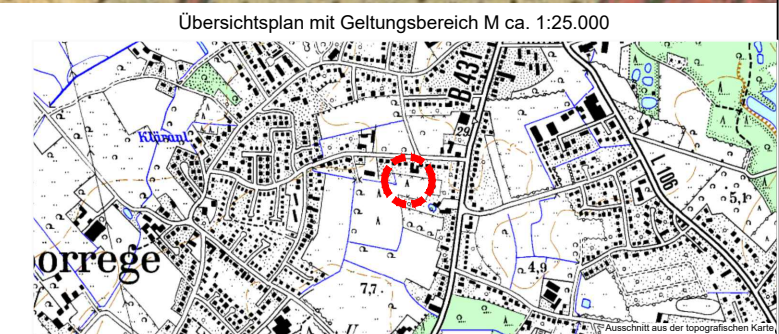 Übersichtsplan mit Geltungsbereich M ca. 1:25.000
B 431
Kläranl.
29
L 106
5,1
orrege
4,9
7,7
Ausschnitt aus der topografischen Karte